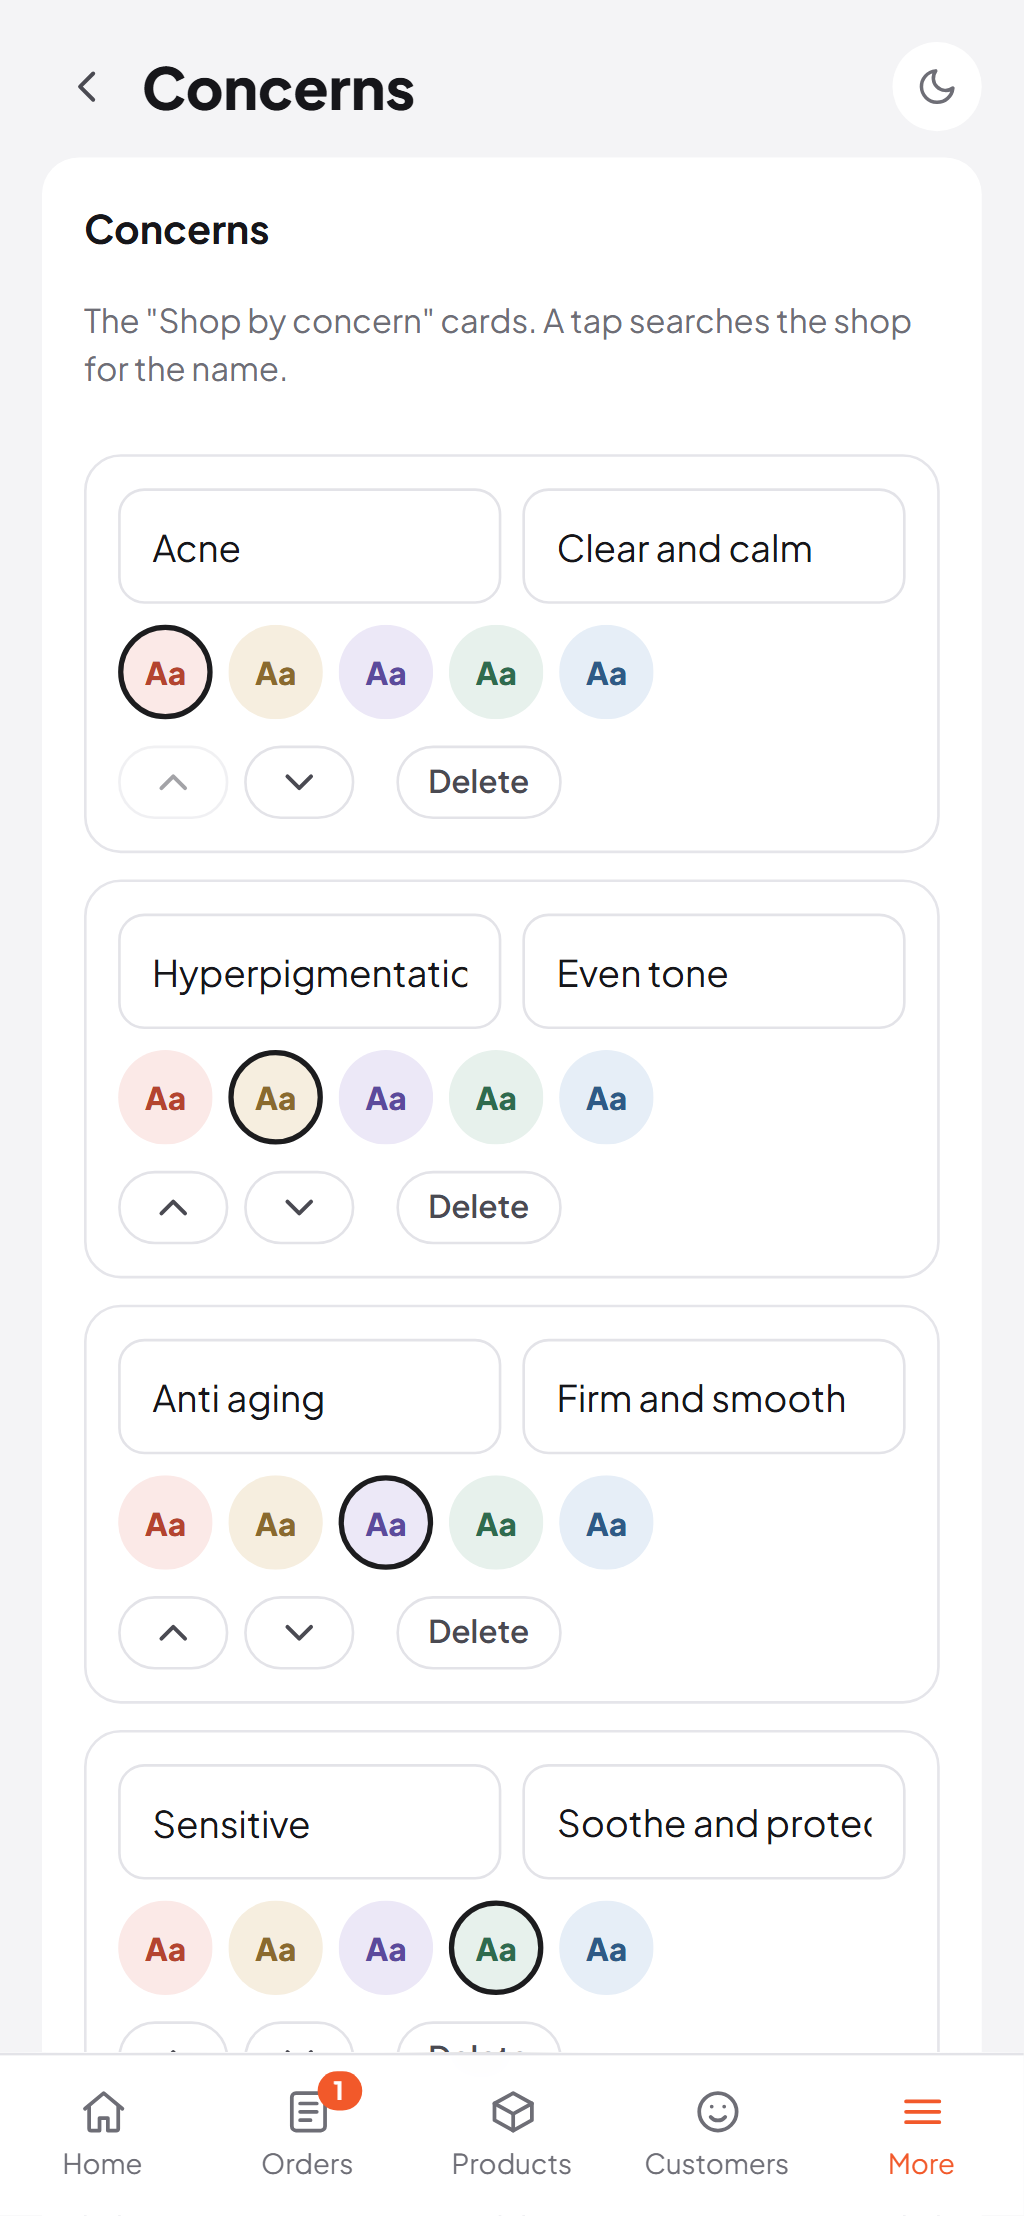 Concerns
Concerns
The "Shop by concern" cards. A tap searches the shop
for the name.
Acne
Clear and calm
Aa Aa Aa Aa Aa
Delete
Hyperpigmentatic
Even tone
Aa Aa Aa Aa Aa
Delete
Anti aging
Firm and smooth
Aa Aa Aa Aa Aa
Delete
Sensitive
Soothe and protec
Aa Aa Aa Aa Aa
Delete
1
Home
Orders
Products
Customers
More